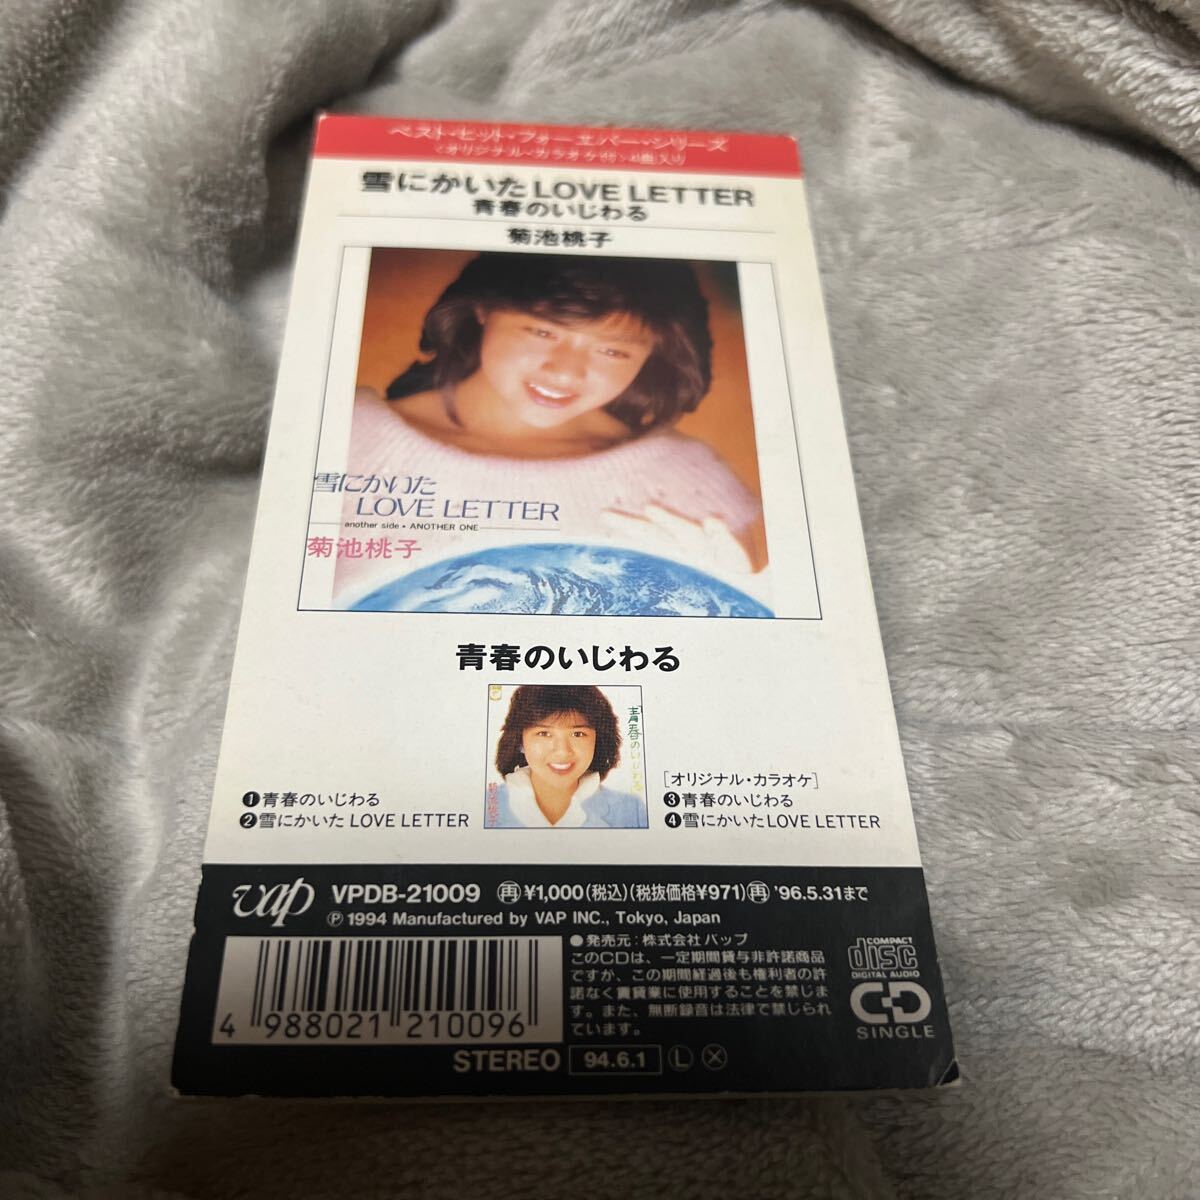 ベスト・ヒット・フォーエバー・シリーズ
<オリジナル・カラオケ付>4曲入り
雪にかいたLOVE LETTER
青春のいじわる
菊池桃子
雪にかいた
LOVE LETTER
another side • ANOTHER ONE
菊池桃子
青春のいじわる
青春のいじわる
菊池桃子
❶青春のいじわる
❷雪にかいたLOVE LETTER
[オリジナル・カラオケ]
❸青春のいじわる
❹雪にかいたLOVE LETTER
vap VPDB-21009 ㊢¥1,000(税込)(税抜価格¥971)㊢'96.5.31まで
Ⓟ 1994 Manufactured by VAP INC., Tokyo, Japan
●発売元:株式会社バップ
このCDは、一定期間貸与非許諾商品
ですが、この期間経過後も権利者の許
諾なく賃貸業に使用することを禁じま
す。また、無断録音は法律で禁じられ
ています。
COMPACT
disc
DIGITAL AUDIO
CD
SINGLE
4 988021 210096
STEREO 94.6.1 Ⓛ Ⓧ